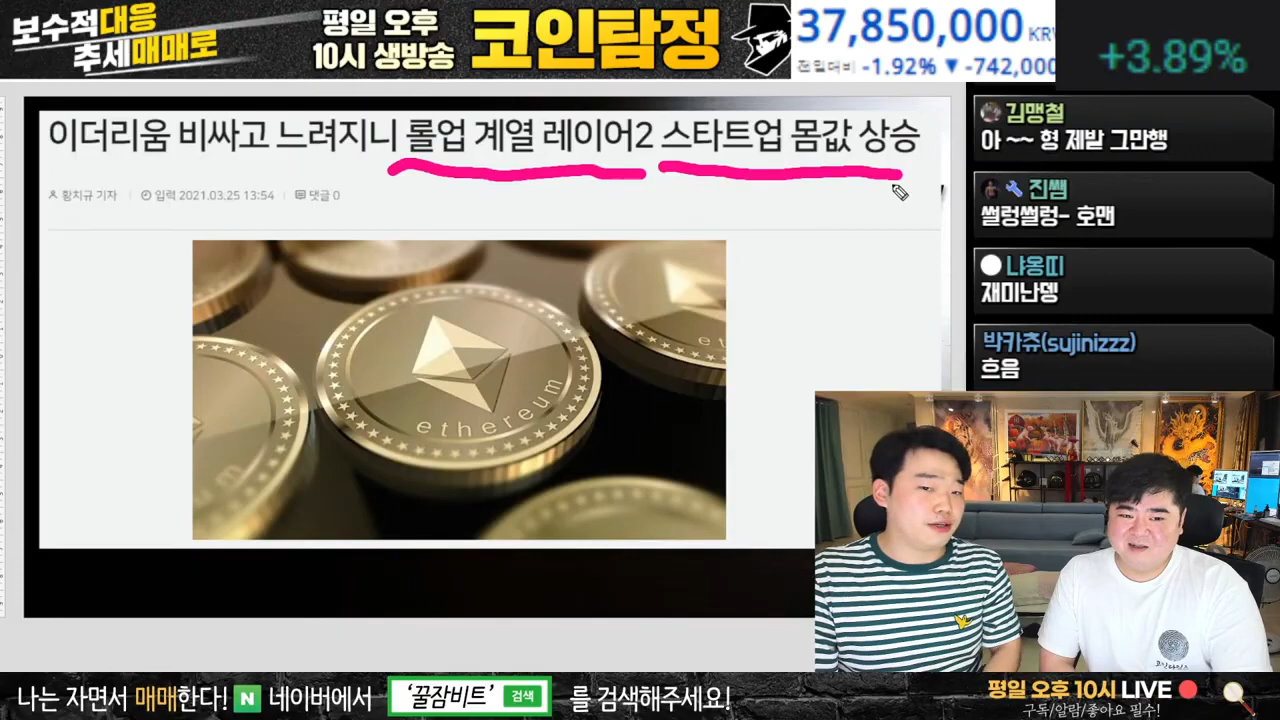 보수적대응
추세매매로
평일 오후
10시 생방송
코인탐정
37,850,000 KRW
전일대비 -1.92% ▼ -742,000
+3.89%
이더리움 비싸고 느려지니 롤업 계열 레이어2 스타트업 몸값 상승
황치규 기자
입력 2021.03.25 13:54
댓글 0
ethereum
김맹철
아 ~~ 형 제발 그만행
진쌤
썰렁썰렁- 호맨
냐옹띠
재미난뎅
박카츄(sujinizzz)
흐음
나는 자면서 매매한다! N 네이버에서 '꿀잠비트' 검색 를 검색해주세요!
평일 오후 10시 LIVE
구독/알람/좋아요 필수!